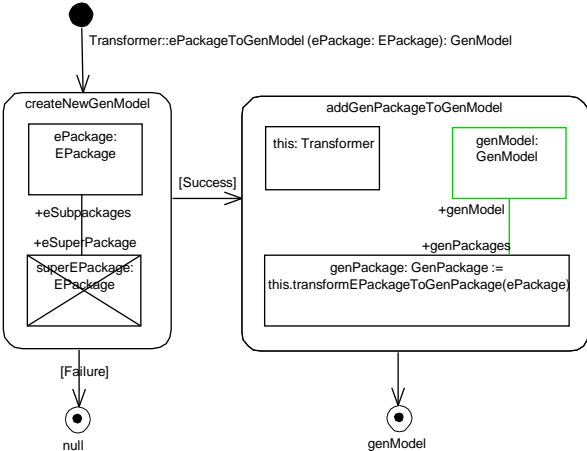 Transformer::ePackageToGenModel (ePackage: EPackage): GenModel
createNewGenModel
ePackage:
EPackage
+eSubpackages
+eSuperPackage
superEPackage:
EPackage
[Success]
addGenPackageToGenModel
this: Transformer
genModel:
GenModel
+genModel
+genPackages
genPackage: GenPackage :=
this.transformEPackageToGenPackage(ePackage)
[Failure]
null
genModel